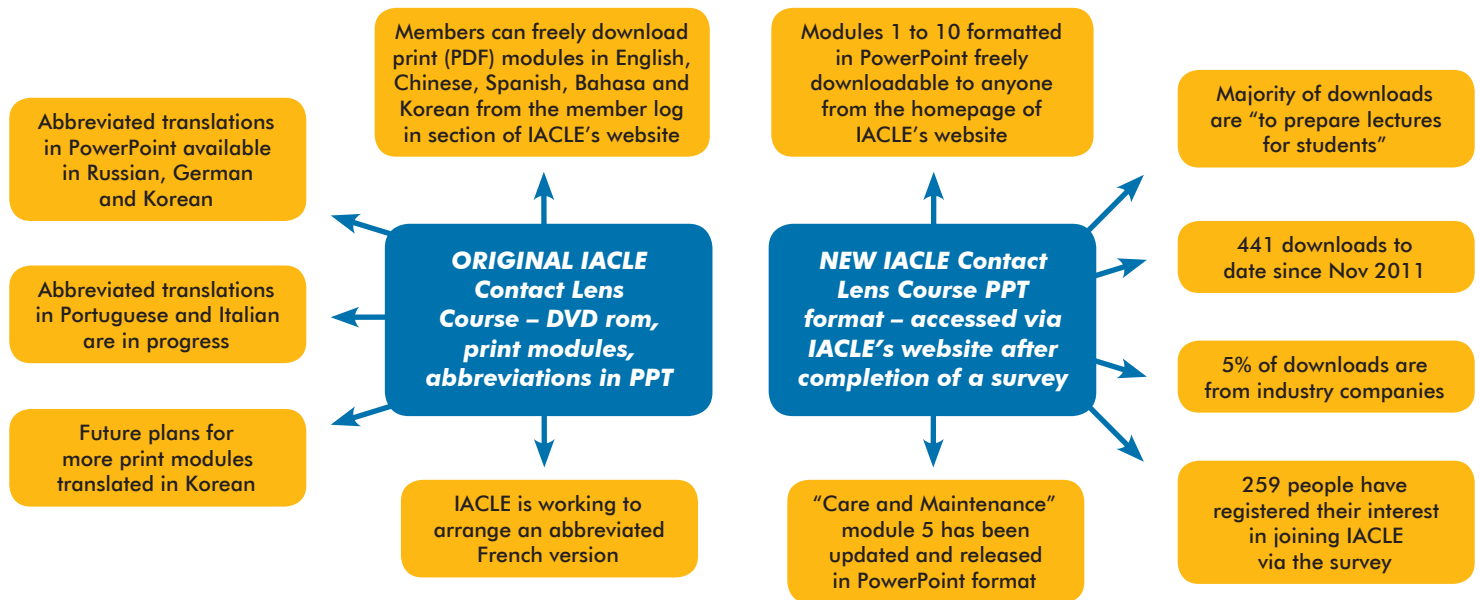 Members can freely download
print (PDF) modules in English,
Chinese, Spanish, Bahasa and
Korean from the member log
in section of IACLE's website
Abbreviated translations
in PowerPoint available
in Russian, German
and Korean
Abbreviated translations
in Portuguese and Italian
are in progress
Future plans for
more print modules
translated in Korean
ORIGINAL IACLE
Contact Lens
Course – DVD rom,
print modules,
abbreviations in PPT
IACLE is working to
arrange an abbreviated
French version
Modules 1 to 10 formatted
in PowerPoint freely
downloadable to anyone
from the homepage of
IACLE's website
NEW IACLE Contact
Lens Course PPT
format – accessed via
IACLE's website after
completion of a survey
"Care and Maintenance"
module 5 has been
updated and released
in PowerPoint format
Majority of downloads
are "to prepare lectures
for students"
441 downloads to
date since Nov 2011
5% of downloads are
from industry companies
259 people have
registered their interest
in joining IACLE
via the survey